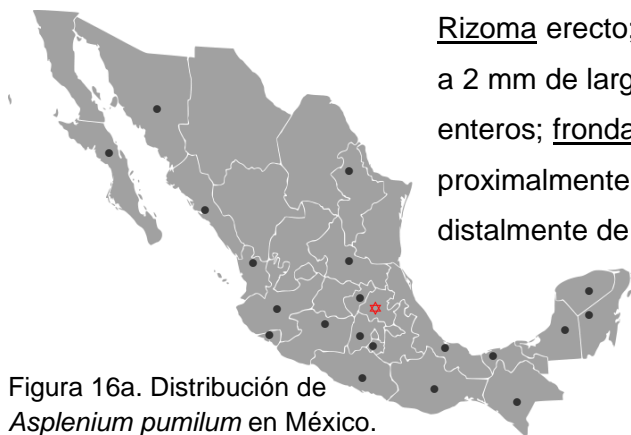 Rizoma erecto;
a 2 mm de larg
enteros; fronda
proximalmente
distalmente de
Figura 16a. Distribución de
Asplenium pumilum en México.